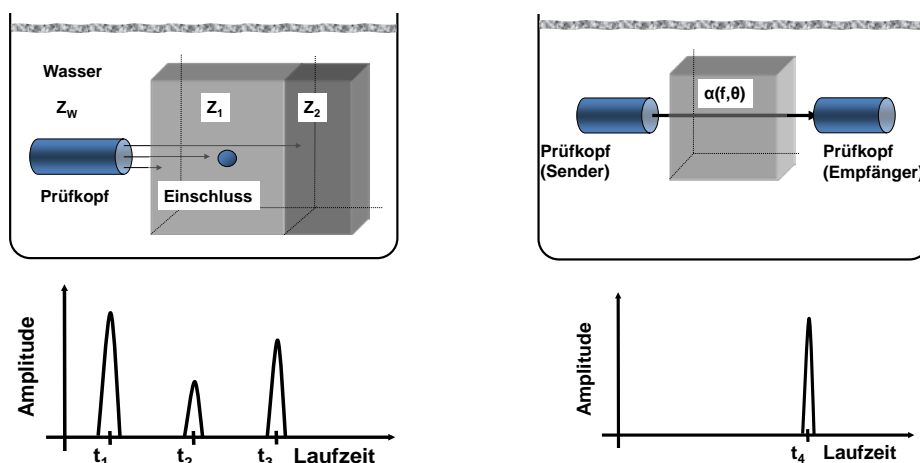 Wasser
Z_W
Z_1
Z_2
Prüfkopf
Einschluss
Amplitude
t_1
t_2
t_3
Laufzeit
α(f,θ)
Prüfkopf
(Sender)
Prüfkopf
(Empfänger)
Amplitude
t_4
Laufzeit